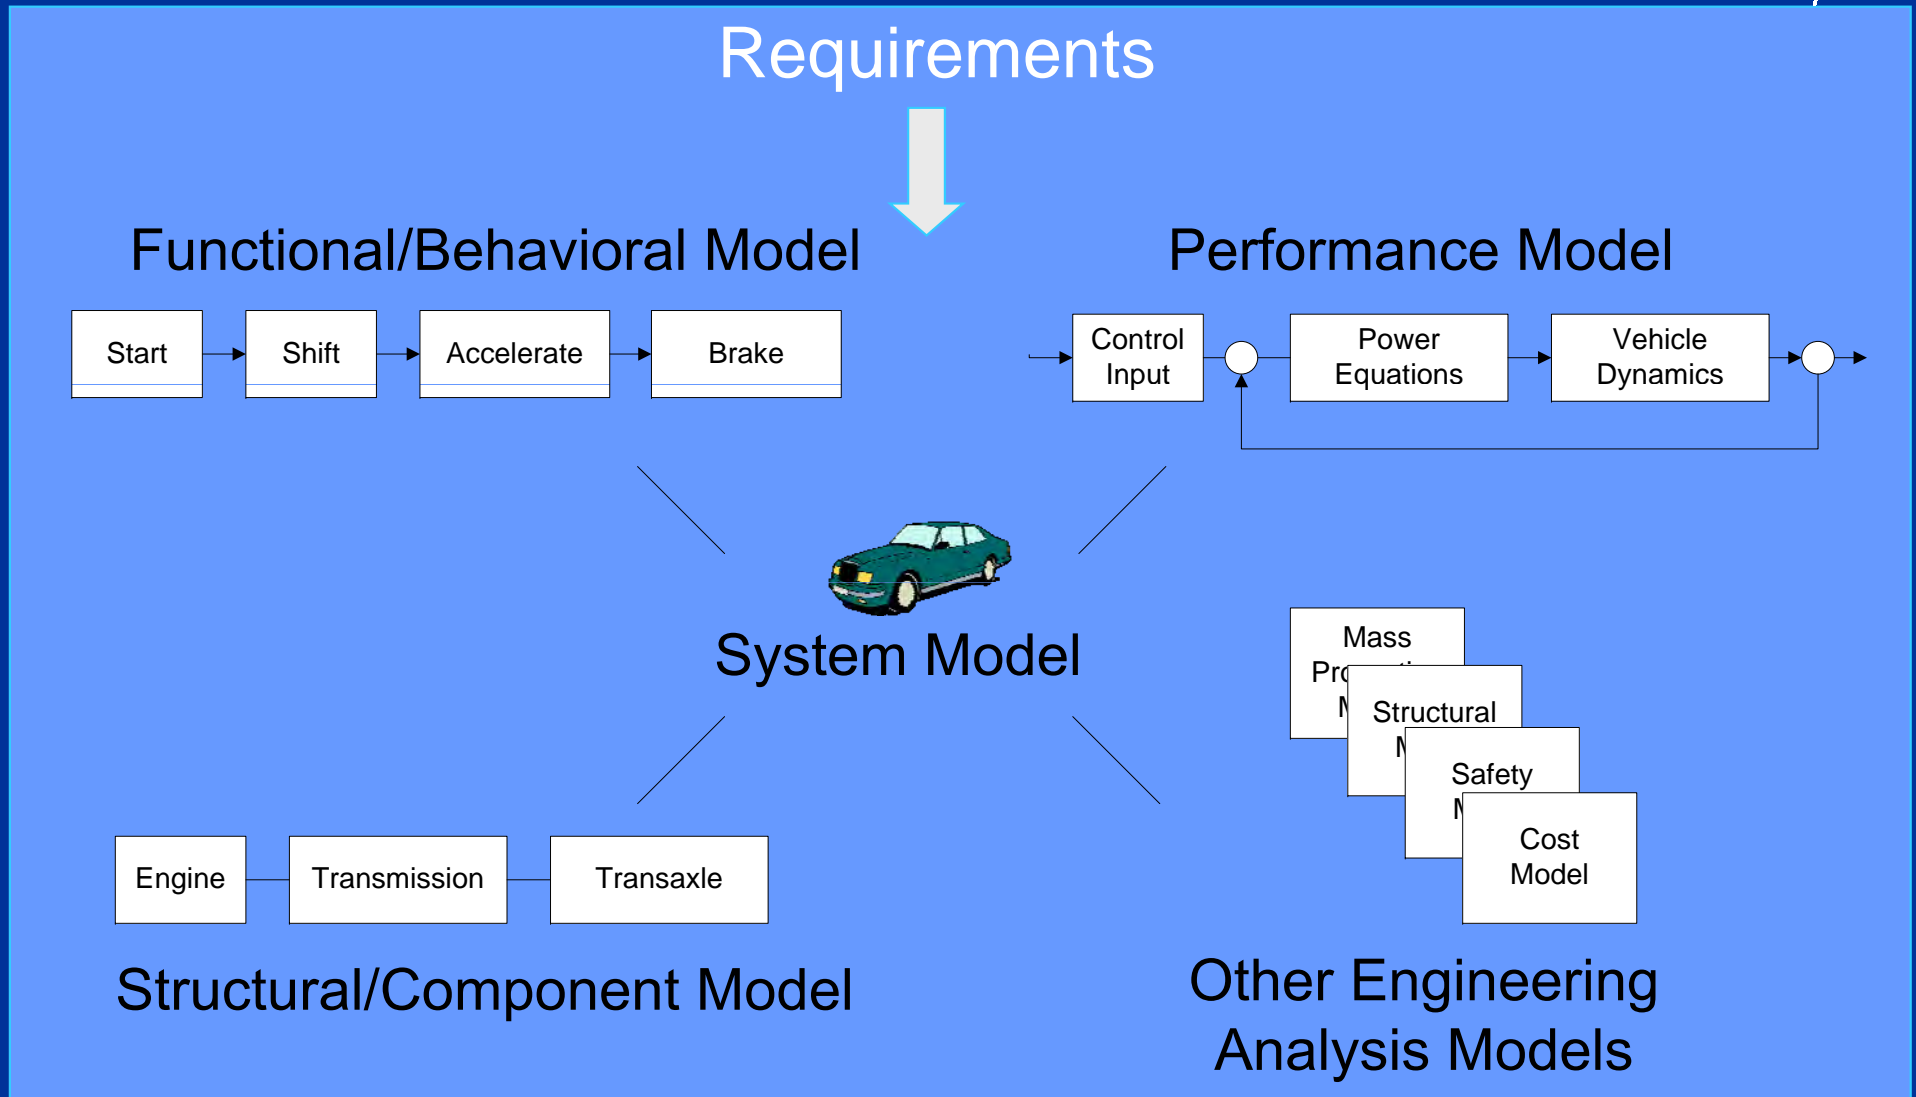 Requirements
Functional/Behavioral Model
Performance Model
Start
Shift
Accelerate
Brake
Control
Input
Power
Equations
Vehicle
Dynamics
System Model
Mass
Structural
Safety
Cost
Model
Engine
Transmission
Transaxle
Structural/Component Model
Other Engineering
Analysis Models